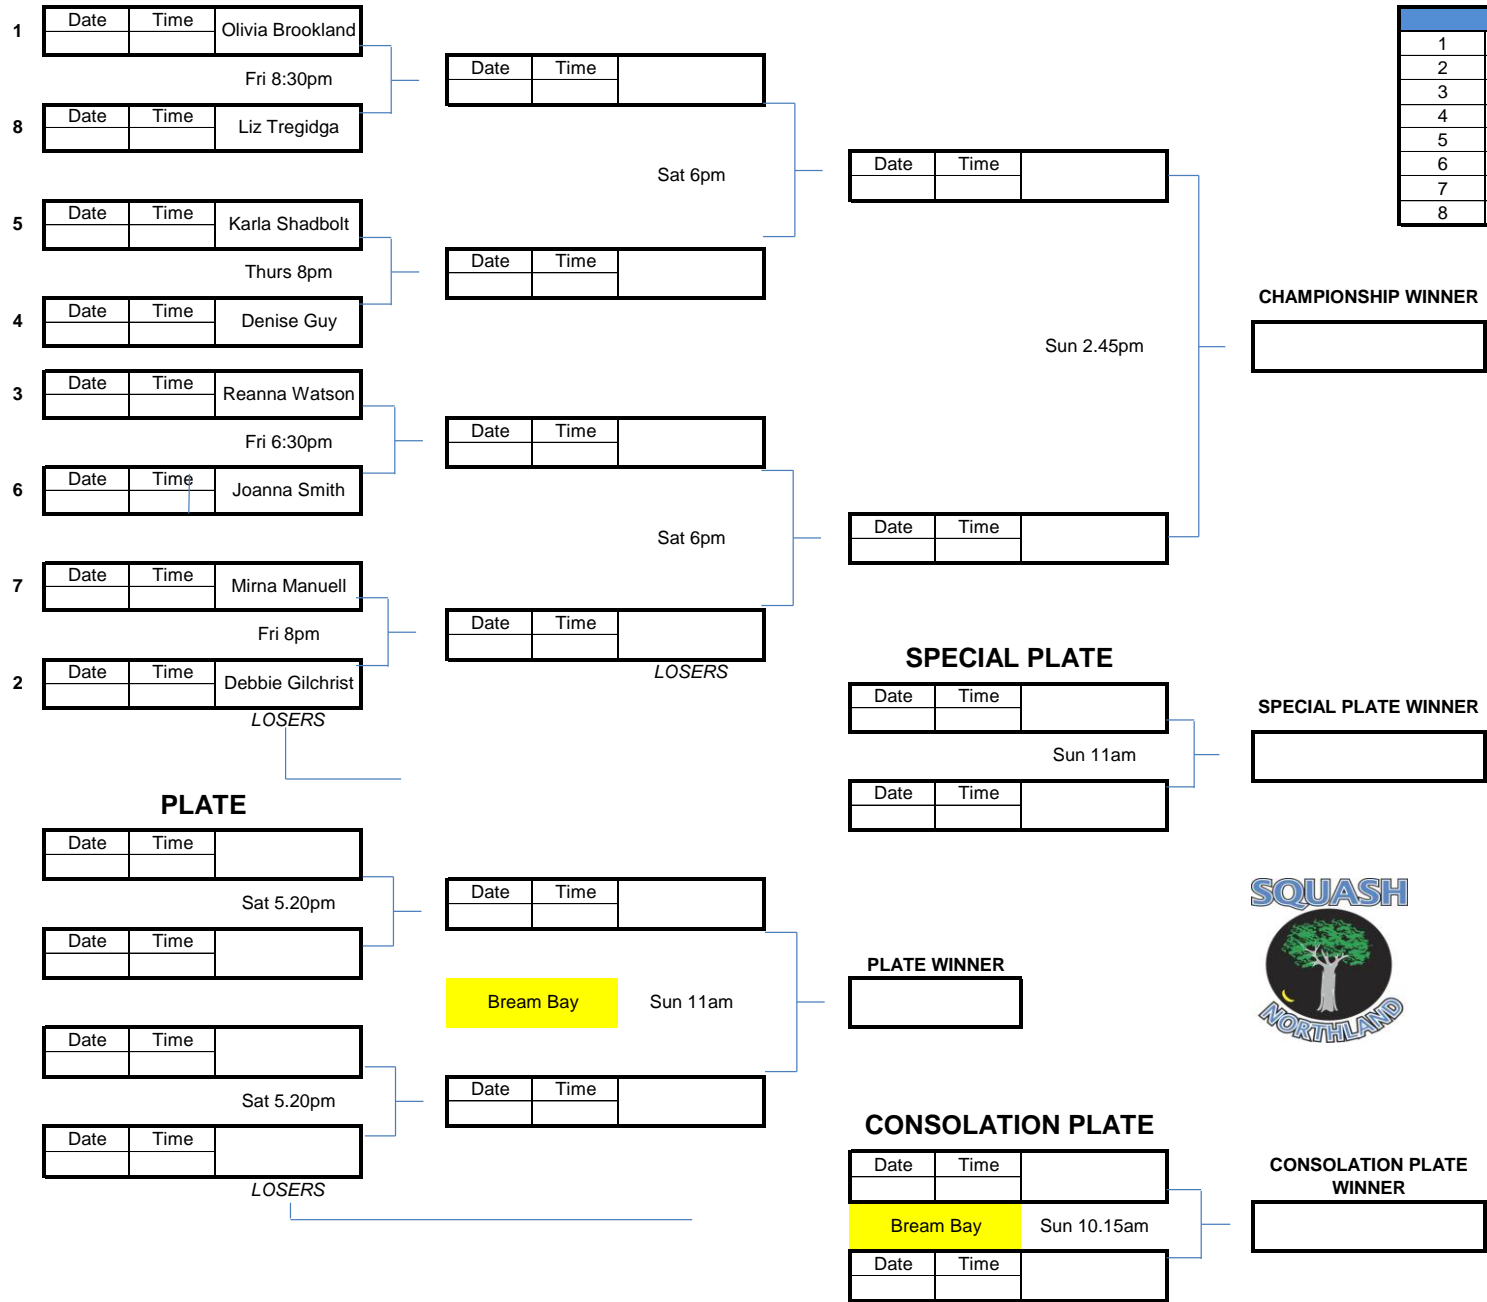 1 Date Time Olivia Brookland
Fri 8:30pm
8 Date Time Liz Tregidga
5 Date Time Karla Shadbolt
Thurs 8pm
4 Date Time Denise Guy
3 Date Time Reanna Watson
Fri 6:30pm
6 Date Time Joanna Smith
7 Date Time Mirna Manuell
Fri 8pm
2 Date Time Debbie Gilchrist
LOSERS
Date Time
Sat 6pm
Date Time
Date Time
Sat 6pm
Date Time
LOSERS
Date Time
Sun 2.45pm
Date Time
1
2
3
4
5
6
7
8
CHAMPIONSHIP WINNER
SPECIAL PLATE
Date Time
Sun 11am
Date Time
SPECIAL PLATE WINNER
PLATE
Date Time
Sat 5.20pm
Date Time
Date Time
Sat 5.20pm
Date Time
LOSERS
Date Time
Bream Bay Sun 11am
Date Time
PLATE WINNER
SQUASH
NORTHLAND
CONSOLATION PLATE
Date Time
Bream Bay Sun 10.15am
Date Time
CONSOLATION PLATE
WINNER